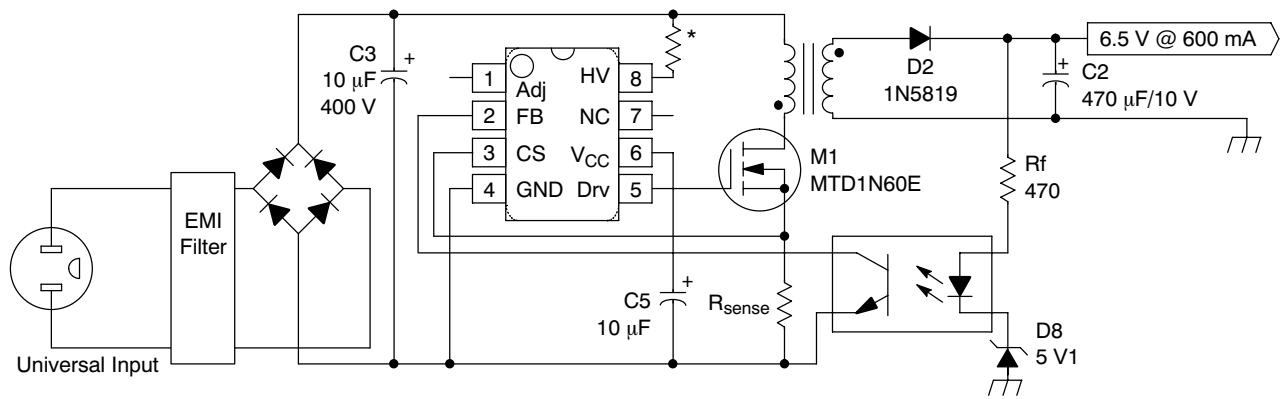 C3
10 μF
400 V
+
*
1
Adj
HV
8
2
FB
NC
7
3
CS
VCC
6
4
GND
Drv
5
D2
1N5819
6.5 V @ 600 mA
+
C2
470 μF/10 V
M1
MTD1N60E
Rf
470
EMI
Filter
C5
10 μF
+
Rsense
D8
5 V1
Universal Input